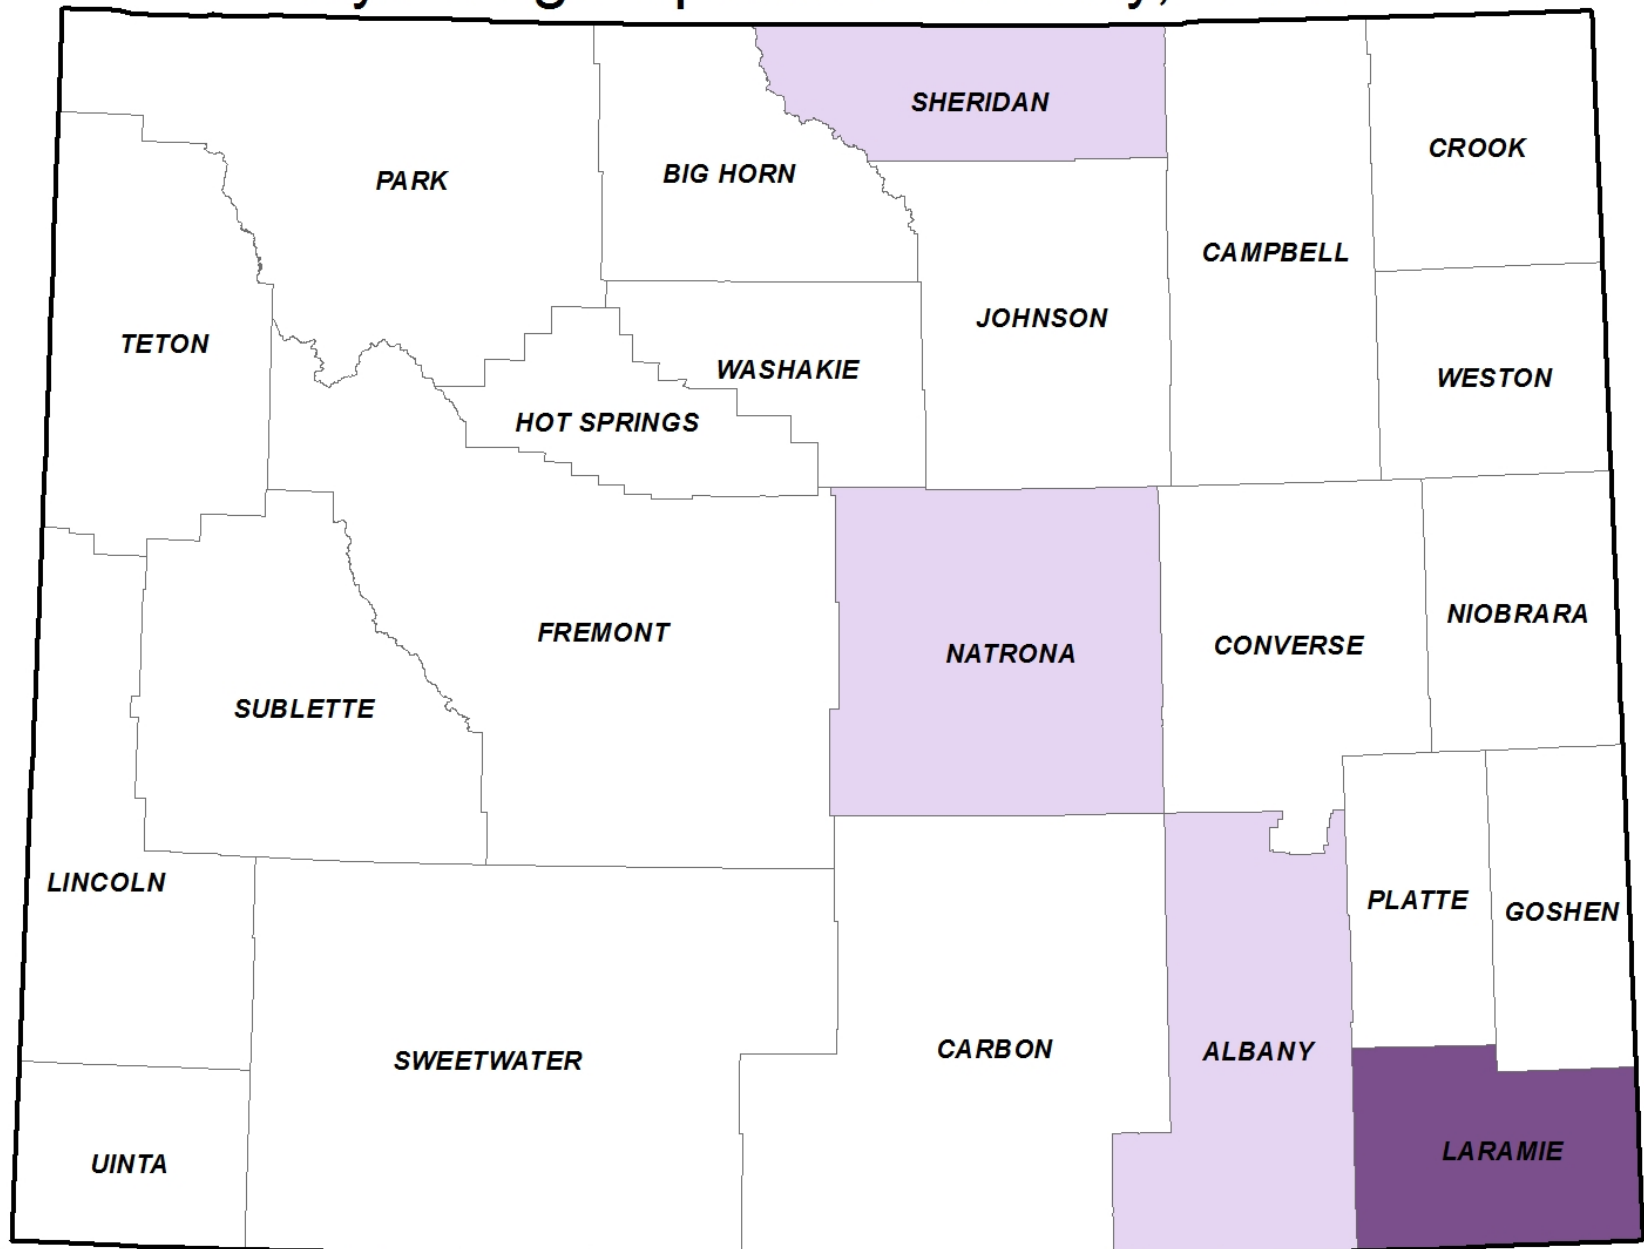 SHERIDAN
CROOK
BIG HORN
PARK
CAMPBELL
JOHNSON
TETON
WASHAKIE
WESTON
HOT SPRINGS
NIOBRARA
FREMONT
CONVERSE
NATRONA
SUBLETTE
LINCOLN
PLATTE
GOSHEN
CARBON
ALBANY
SWEETWATER
LARAMIE
UINTA